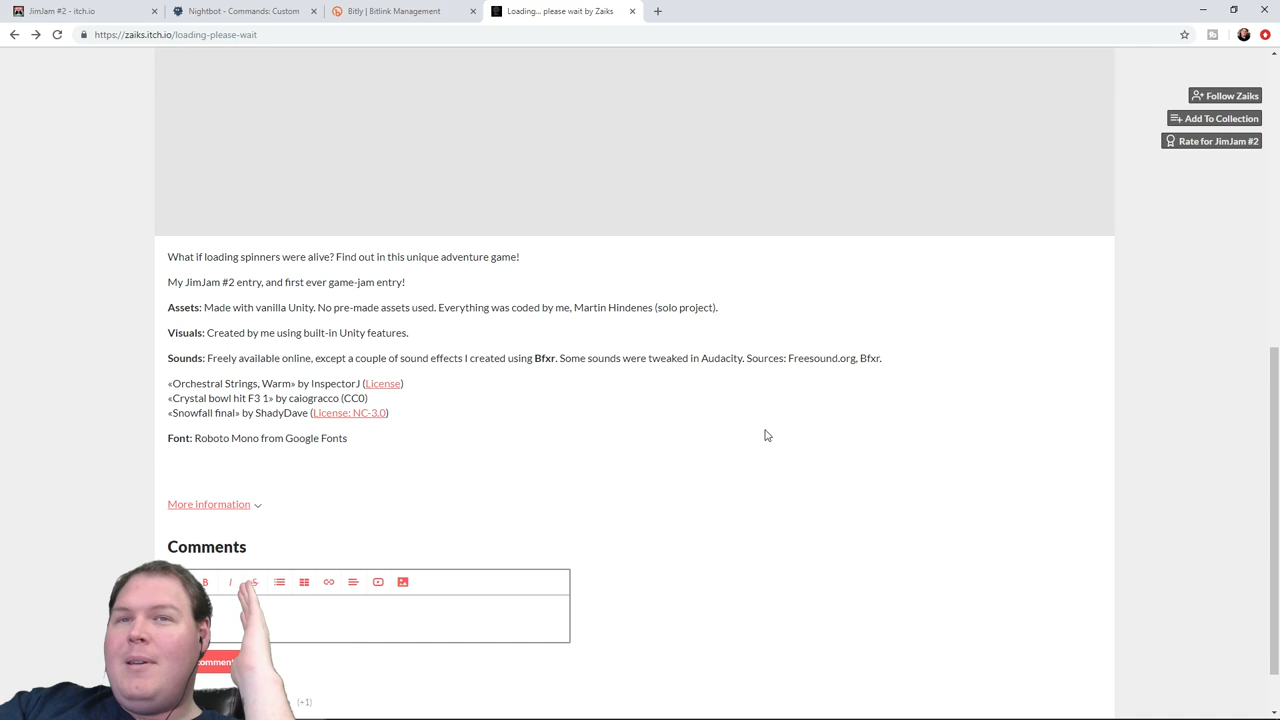 JimJam #2 - itch.io
Nightbot - Commands: Custom
Bitly | Bitlink Management
Loading... please wait by Zaiks
https://zaiks.itch.io/loading-please-wait
Follow Zaiks
Add To Collection
Rate for JimJam #2
What if loading spinners were alive? Find out in this unique adventure game!
My JimJam #2 entry, and first ever game-jam entry!
Assets: Made with vanilla Unity. No pre-made assets used. Everything was coded by me, Martin Hindenes (solo project).
Visuals: Created by me using built-in Unity features.
Sounds: Freely available online, except a couple of sound effects I created using Bfxr. Some sounds were tweaked in Audacity. Sources: Freesound.org, Bfxr.
«Orchestral Strings, Warm» by InspectorJ (License)
«Crystal bowl hit F3 1» by caiogracco (CC0)
«Snowfall final» by ShadyDave (License: NC-3.0)
Font: Roboto Mono from Google Fonts
More information
Comments
B I S
comment
(+1)